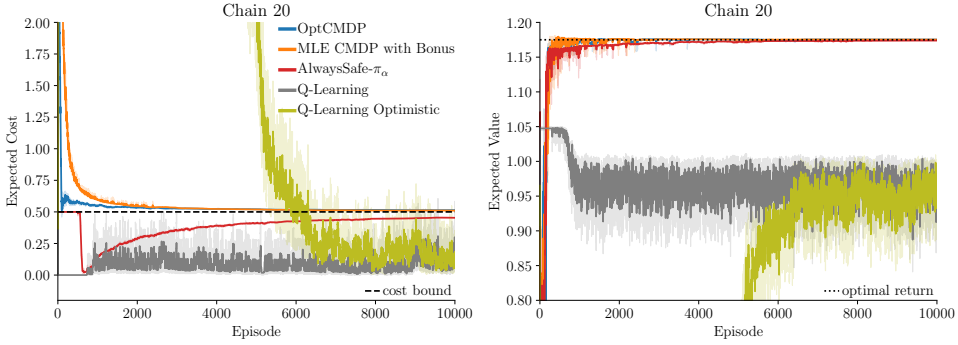 Chain 20
2.00
1.75
1.50
1.25
1.00
0.75
0.50
0.25
0.00
Expected Cost
OptCMDP
MLE CMDP with Bonus
AlwaysSafe-π_α
Q-Learning
Q-Learning Optimistic
cost bound
0
2000
4000
6000
8000
10000
Episode
Chain 20
1.20
1.15
1.10
1.05
1.00
0.95
0.90
0.85
0.80
Expected Value
optimal return
0
2000
4000
6000
8000
10000
Episode